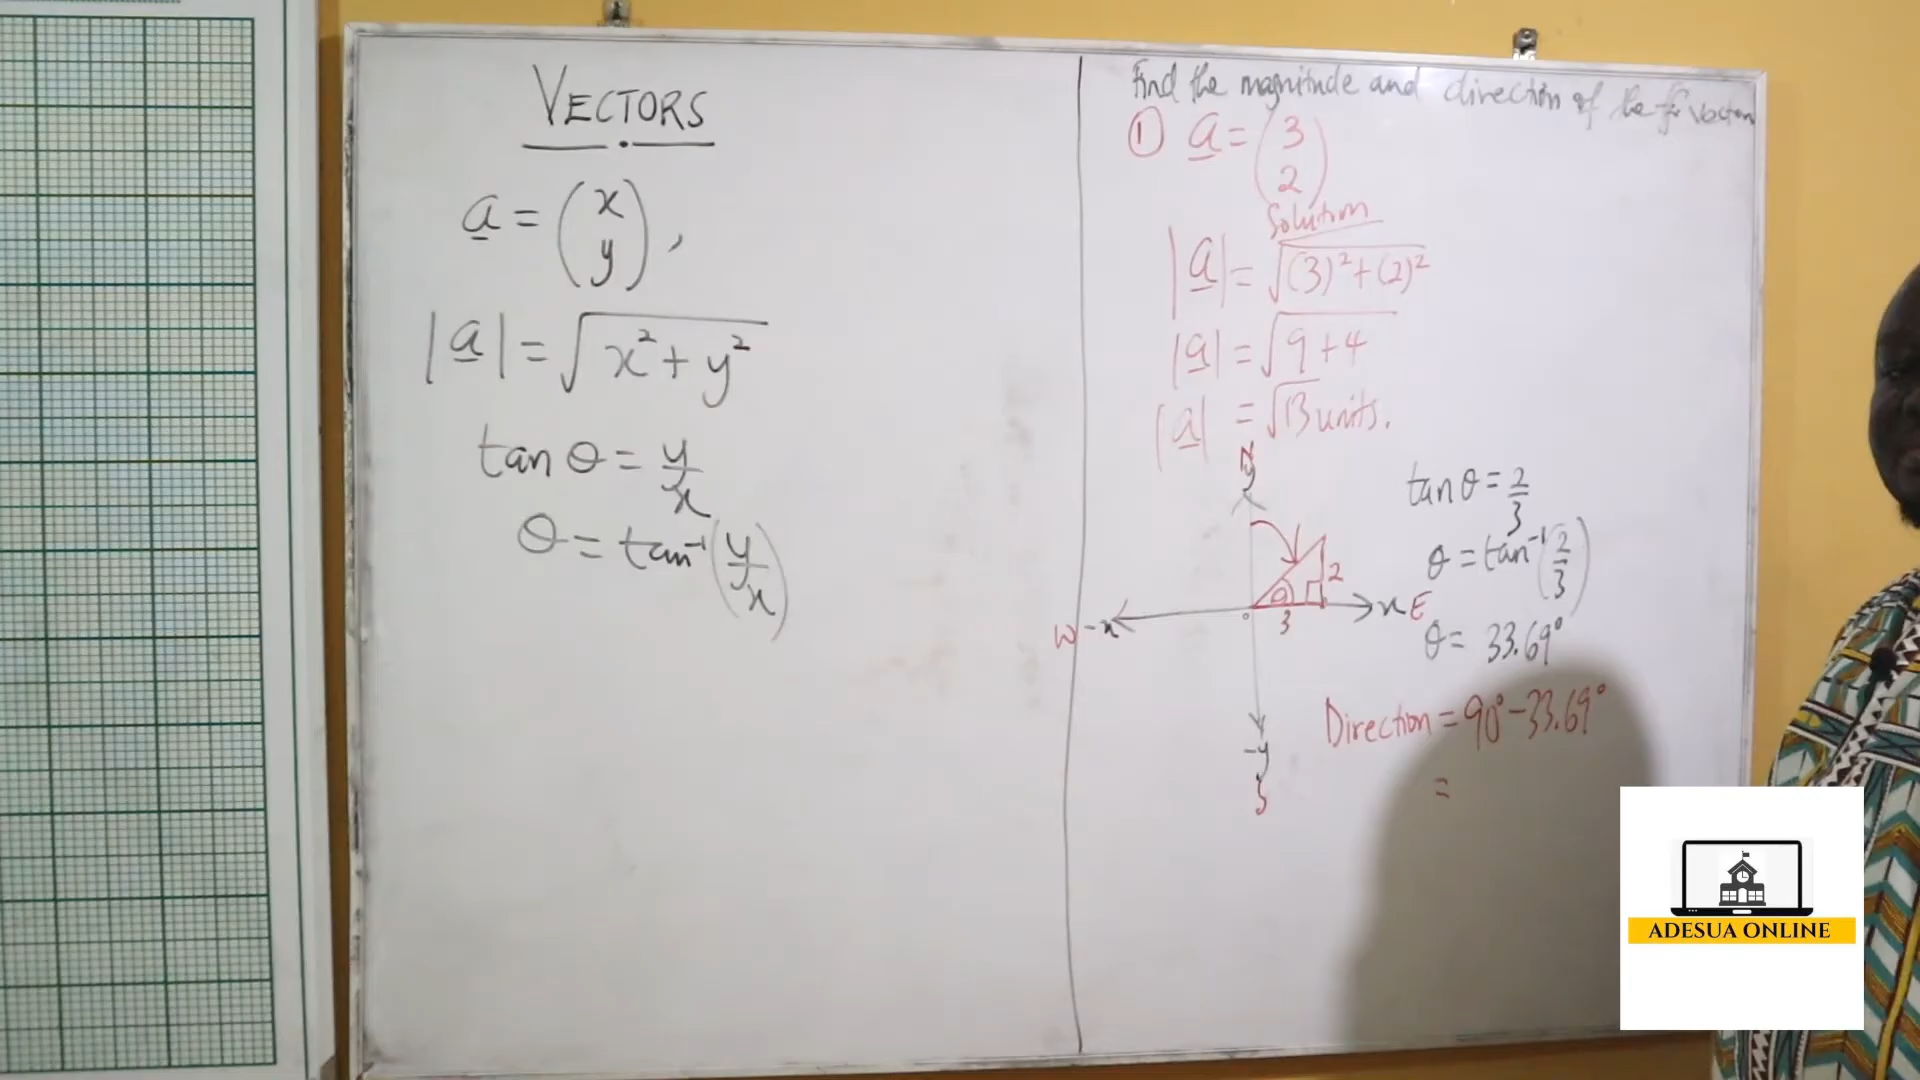 VECTORS
a = (x
y),
|a| = √x² + y²
tan θ = y/x
θ = tan⁻¹(y/x)
Find the magnitude and direction of the ff vectors
① a = (3
2)
Solution
|a| = √(3)² + (2)²
|a| = √9 + 4
|a| = √13 units.
N
y
tan θ = 2/3
θ = tan⁻¹(2/3)
θ = 33.69°
θ
2
3
0
x E
W -x
-y
S
Direction = 90° - 33.69°
=
ADESUA ONLINE